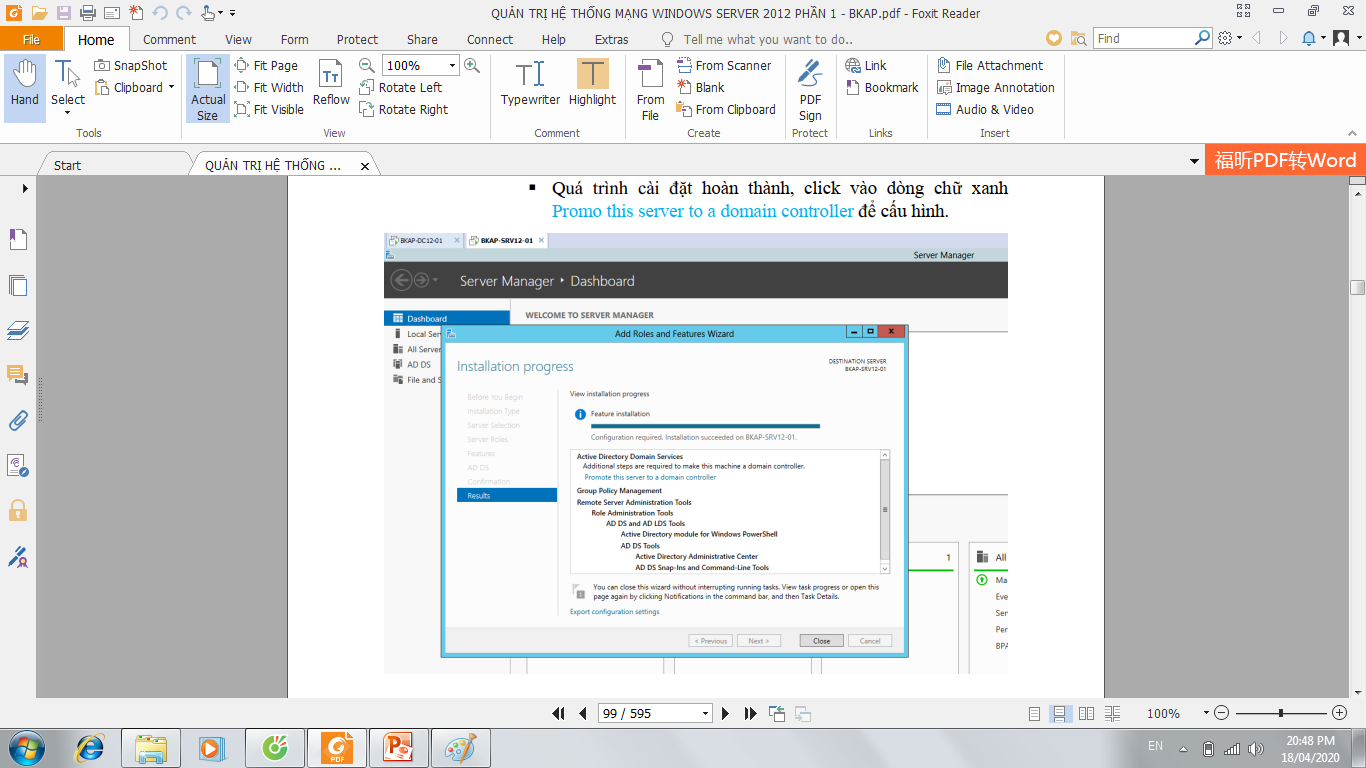 QUẢN TRỊ HỆ THỐNG MẠNG WINDOWS SERVER 2012 PHẦN 1 - BKAP.pdf - Foxit Reader
File Home Comment View Form Protect Share Connect Help Extras Tell me what you want to do.. Find
Hand
Select
SnapShot
Clipboard
Tools
Actual Size
Fit Page
Fit Width
Fit Visible
Reflow
100%
Rotate Left
Rotate Right
View
Typewriter
Highlight
Comment
From File
From Scanner
Blank
From Clipboard
Create
PDF Sign
Protect
Link
Bookmark
Links
File Attachment
Image Annotation
Audio & Video
Insert
Start
QUẢN TRỊ HỆ THỐNG ...
福昕PDF转Word
▪ Quá trình cài đặt hoàn thành, click vào dòng chữ xanh
Promo this server to a domain controller để cấu hình.
BKAP-DC12-01
BKAP-SRV12-01
Server Manager
Server Manager ‣ Dashboard
Dashboard
Local Serv
All Server
AD DS
File and S
WELCOME TO SERVER MANAGER
Add Roles and Features Wizard
Installation progress
DESTINATION SERVER
BKAP-SRV12-01
Before You Begin
Installation Type
Server Selection
Server Roles
Features
AD DS
Confirmation
Results
View installation progress
Feature installation
Configuration required. Installation succeeded on BKAP-SRV12-01.
Active Directory Domain Services
Additional steps are required to make this machine a domain controller.
Promote this server to a domain controller
Group Policy Management
Remote Server Administration Tools
Role Administration Tools
AD DS and AD LDS Tools
Active Directory module for Windows PowerShell
AD DS Tools
Active Directory Administrative Center
AD DS Snap-Ins and Command-Line Tools
You can close this wizard without interrupting running tasks. View task progress or open this
page again by clicking Notifications in the command bar, and then Task Details.
Export configuration settings
< Previous
Next >
Close
Cancel
1
All
Ma
Eve
Ser
Per
BPA
99 / 595
100%
PDF
EN
20:48 PM
18/04/2020